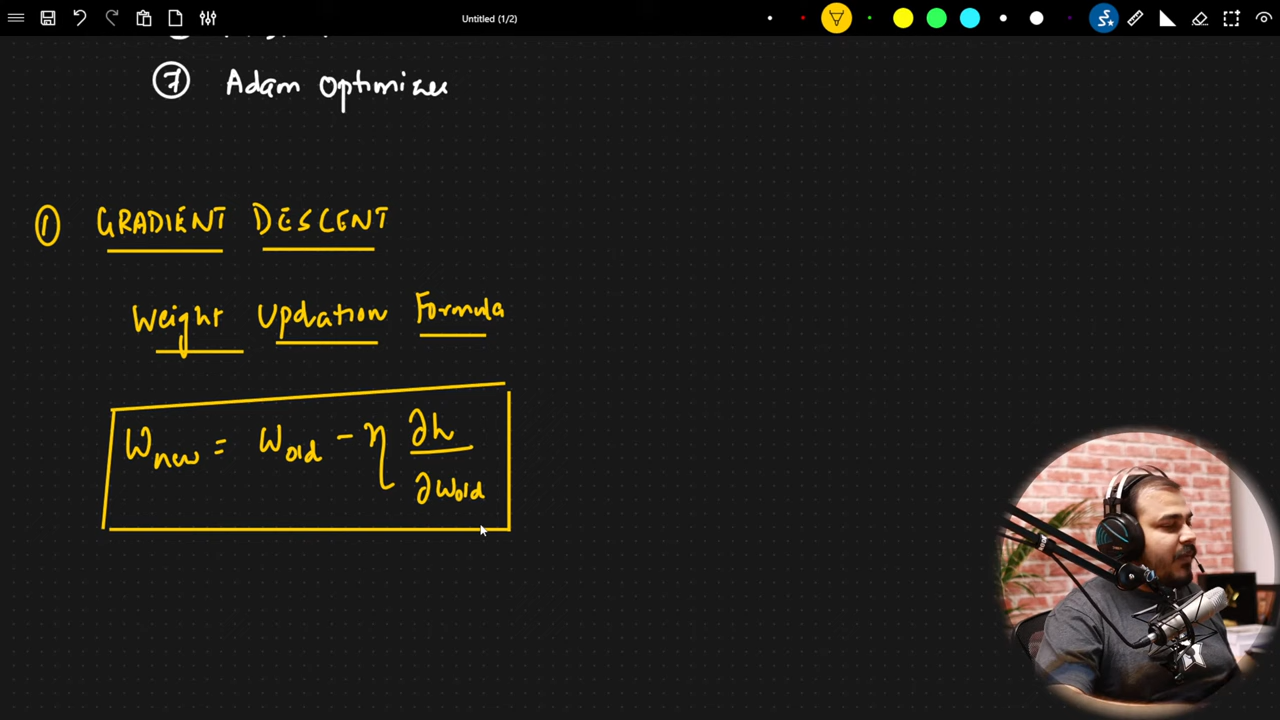 Untitled (1/2)
⑦ Adam Optimizer
① GRADIENT DESCENT
Weight Updation Formula
Wnew = Wold - η ∂h
∂Wold